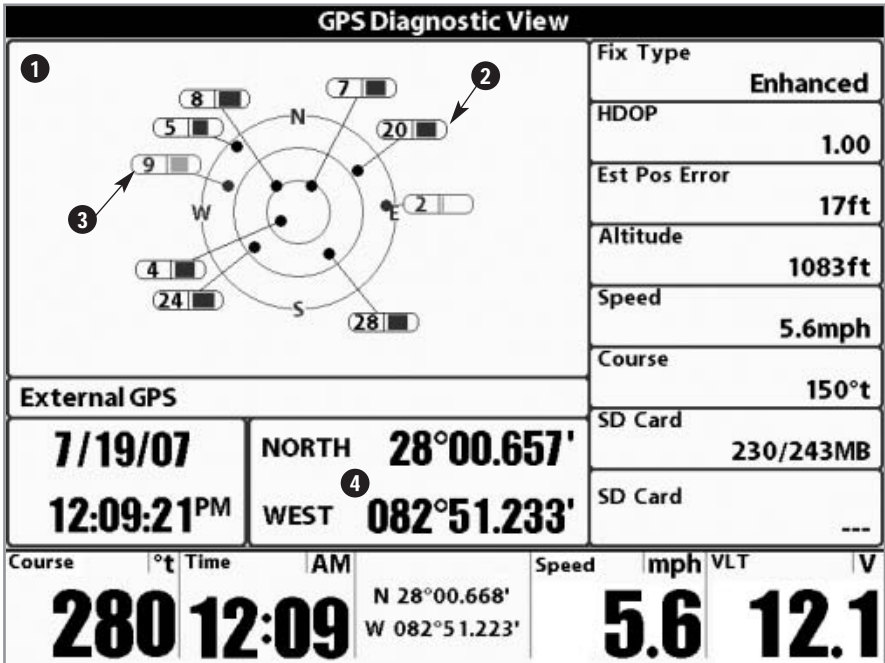 GPS Diagnostic View
1
2
3
8
7
5
20
9
2
4
24
28
N
W
E
S
External GPS
7/19/07
12:09:21PM
NORTH 28°00.657'
4
WEST 082°51.233'
Fix Type
Enhanced
HDOP
1.00
Est Pos Error
17ft
Altitude
1083ft
Speed
5.6mph
Course
150°t
SD Card
230/243MB
SD Card
---
Course °t
280
Time AM
12:09
N 28°00.668'
W 082°51.223'
Speed mph
5.6
VLT V
12.1